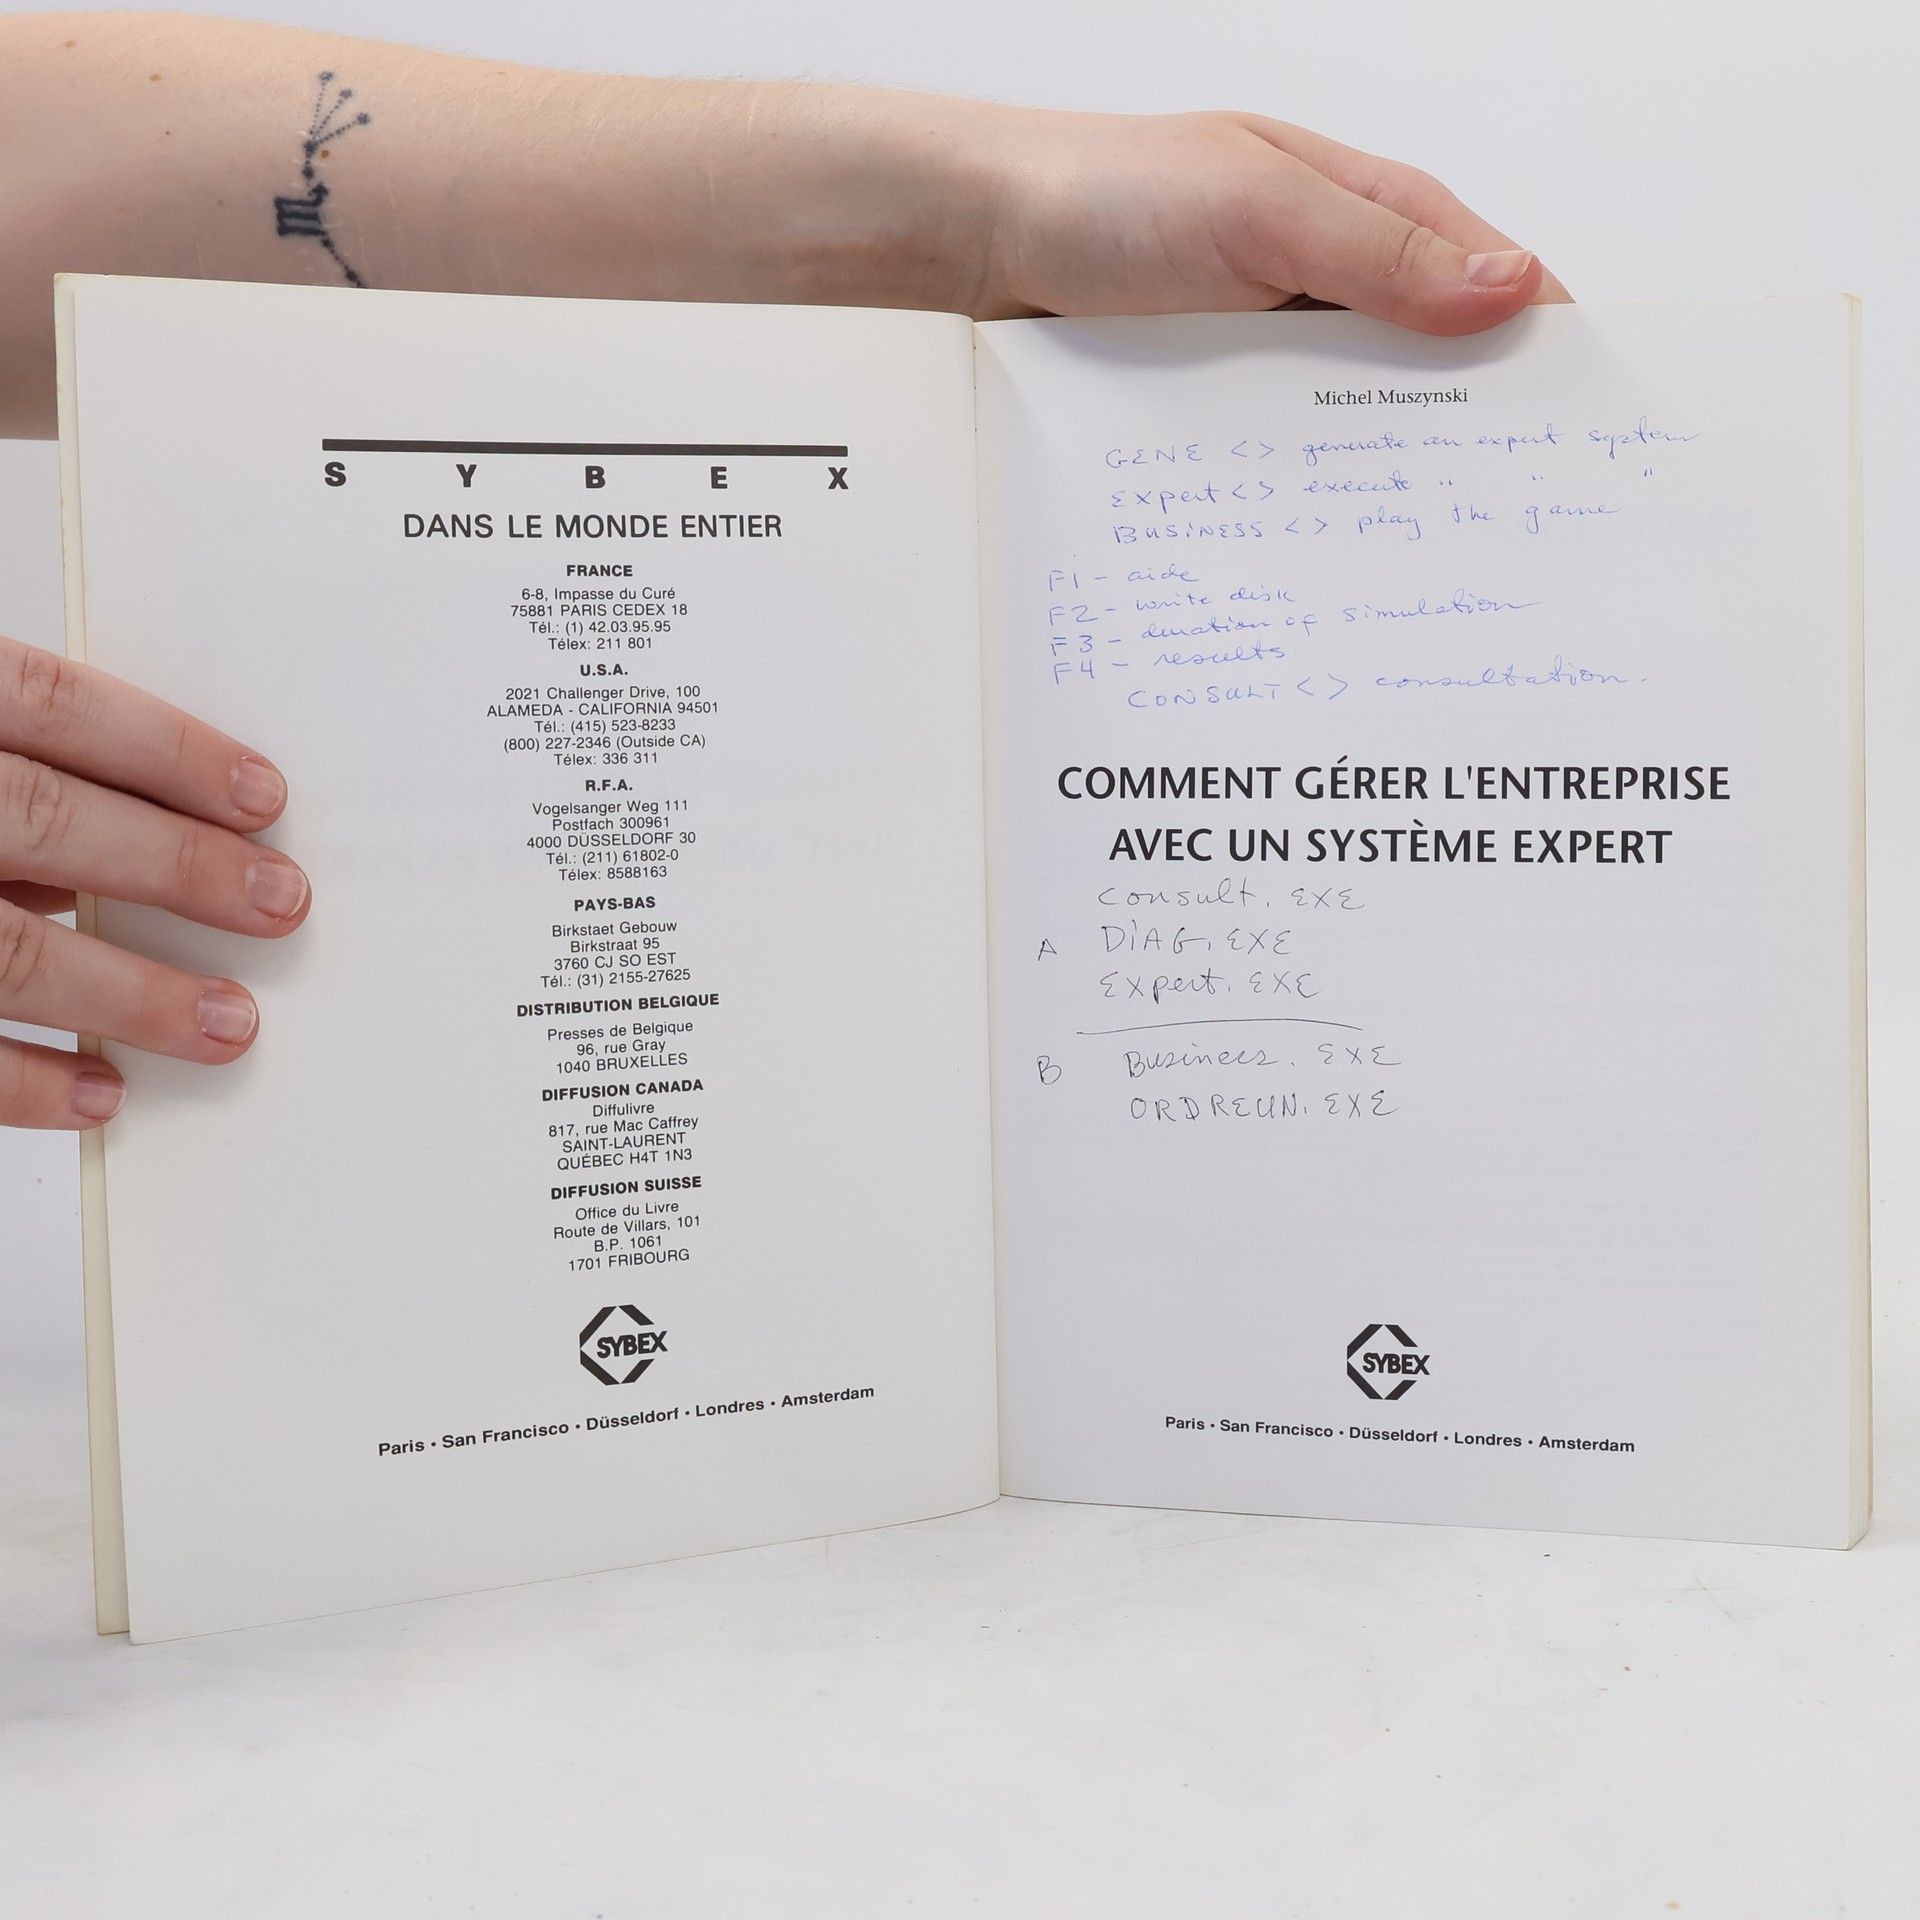 S Y B E X
DANS LE MONDE ENTIER
FRANCE
6-8, Impasse du Curé
75881 PARIS CEDEX 18
Tél.: (1) 42.03.95.95
Télex: 211 801
U.S.A.
2021 Challenger Drive, 100
ALAMEDA - CALIFORNIA 94501
Tél.: (415) 523-8233
(800) 227-2346 (Outside CA)
Télex: 336 311
R.F.A.
Vogelsanger Weg 111
Postfach 300961
4000 DÜSSELDORF 30
Tél.: (211) 61802-0
Télex: 8588163
PAYS-BAS
Birkstaet Gebouw
Birkstraat 95
3760 CJ SO EST
Tél.: (31) 2155-27625
DISTRIBUTION BELGIQUE
Presses de Belgique
96, rue Gray
1040 BRUXELLES
DIFFUSION CANADA
Diffulivre
817, rue Mac Caffrey
SAINT-LAURENT
QUÉBEC H4T 1N3
DIFFUSION SUISSE
Office du Livre
Route de Villars, 101
B.P. 1061
1701 FRIBOURG
SYBEX
Paris • San Francisco • Düsseldorf • Londres • Amsterdam
Michel Muszynski
GENE <> generate an expert system
Expert <> execute " " "
BUSINESS <> play the game
F1 - aide
F2 - write disk
F3 - duration of simulation
F4 - results
CONSULT <> consultation.
COMMENT GÉRER L'ENTREPRISE
AVEC UN SYSTÈME EXPERT
Consult. EXE
A DIAG. EXE
Expert. EXE
B Business. EXE
ORDREUN. EXE
SYBEX
Paris • San Francisco • Düsseldorf • Londres • Amsterdam